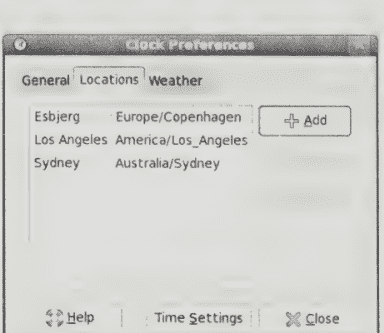 Clock Preferences
General Locations Weather
Esbjerg Europe/Copenhagen
Add
Los Angeles America/Los_Angeles
Sydney Australia/Sydney
Help Time Settings Close